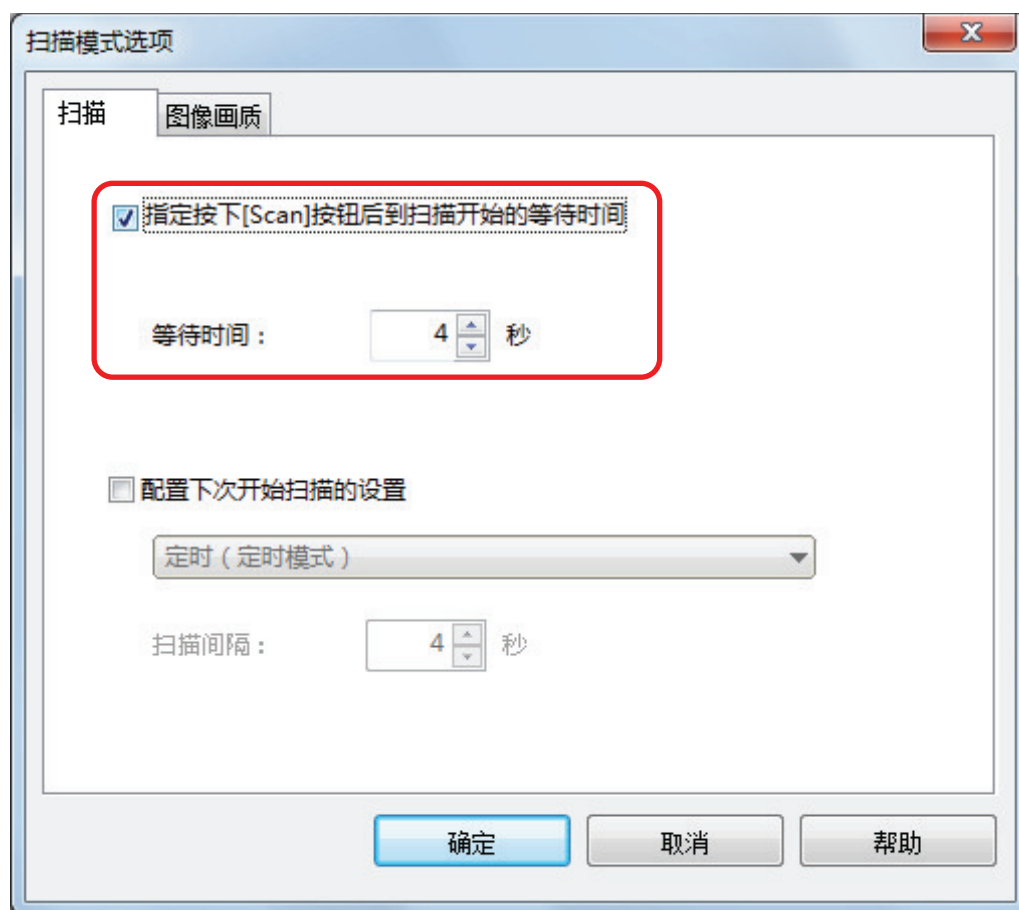 扫描模式选项
扫描 图像画质
指定按下[Scan]按钮后到扫描开始的等待时间
等待时间： 4 秒
配置下次开始扫描的设置
定时（定时模式）
扫描间隔： 4 秒
确定 取消 帮助